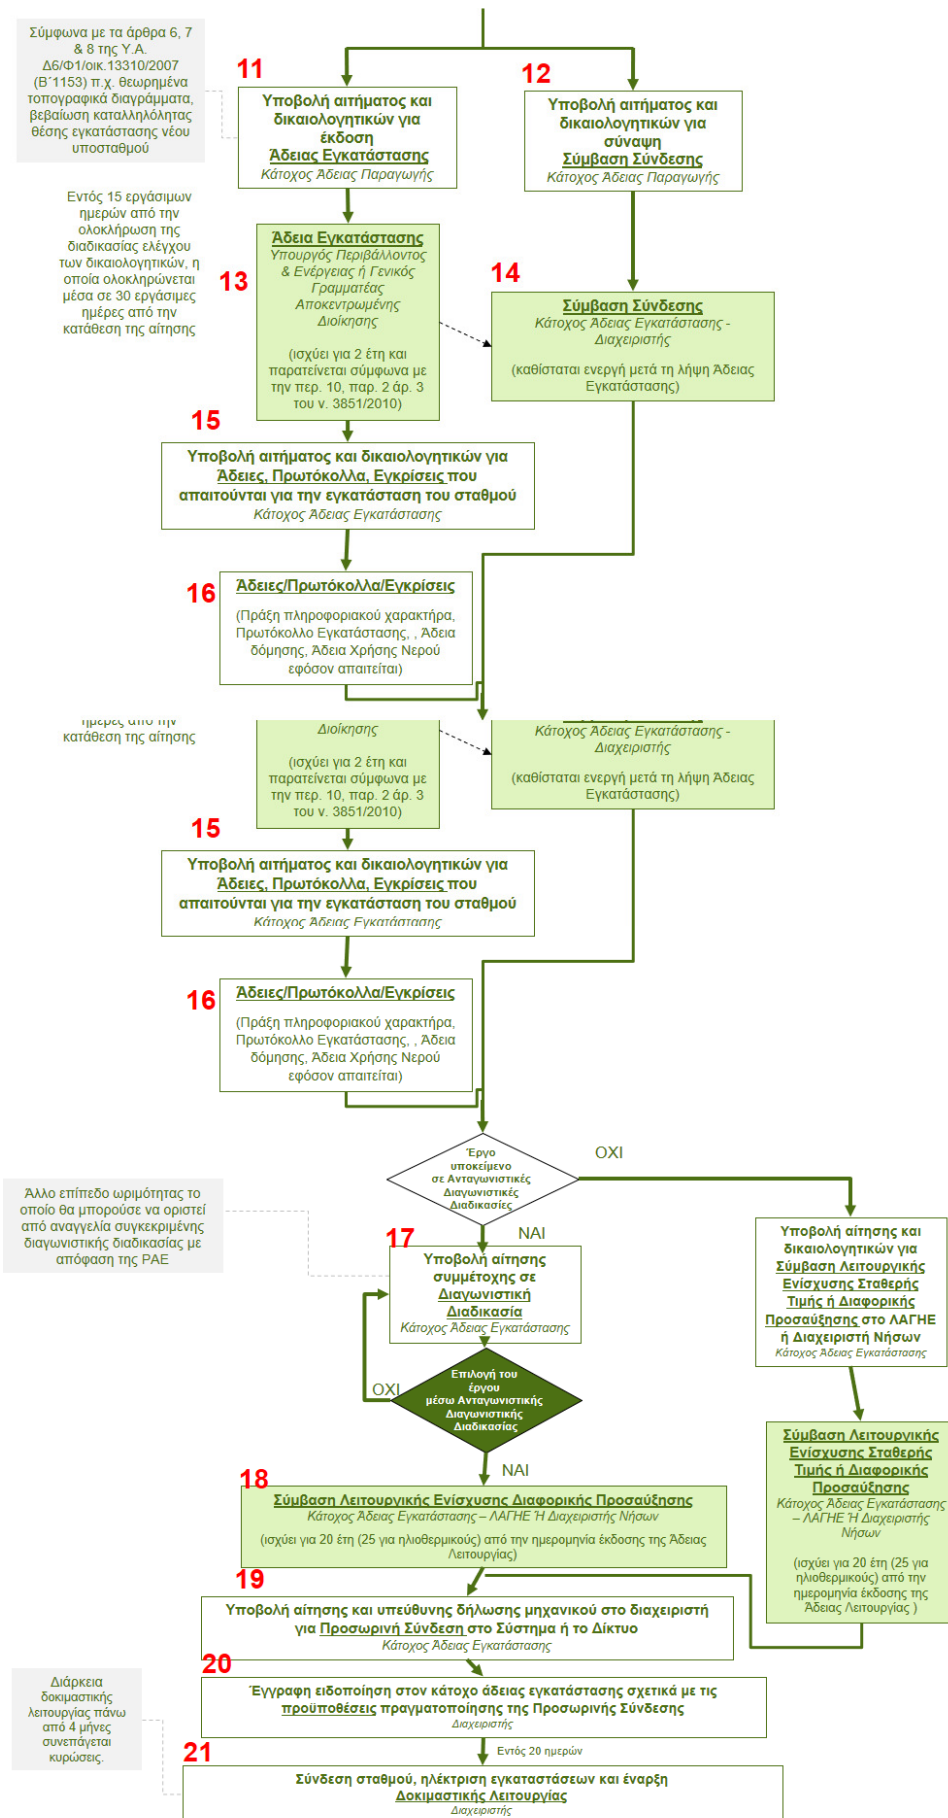 Σύμφωνα με τα άρθρα 6, 7
& 8 της Υ.Α.
Δ6/Φ1/οικ.13310/2007
(Β΄1153) π.χ. θεωρημένα
τοπογραφικά διαγράμματα,
βεβαίωση καταλληλόλητας
θέσης εγκατάστασης νέου
υποσταθμού
11
Υποβολή αιτήματος και
δικαιολογητικών για
έκδοση
Άδειας Εγκατάστασης
Κάτοχος Άδειας Παραγωγής
12
Υποβολή αιτήματος και
δικαιολογητικών για
σύναψη
Σύμβαση Σύνδεσης
Κάτοχος Άδειας Παραγωγής
Εντός 15 εργάσιμων
ημερών από την
ολοκλήρωση της
διαδικασίας ελέγχου
των δικαιολογητικών, η
οποία ολοκληρώνεται
μέσα σε 30 εργάσιμες
ημέρες από την
κατάθεση της αίτησης
13
Άδεια Εγκατάστασης
Υπουργός Περιβάλλοντος
& Ενέργειας ή Γενικός
Γραμματέας
Αποκεντρωμένης
Διοίκησης
(ισχύει για 2 έτη και
παρατείνεται σύμφωνα με
την περ. 10, παρ. 2 άρ. 3
του ν. 3851/2010)
14
Σύμβαση Σύνδεσης
Κάτοχος Άδειας Εγκατάστασης -
Διαχειριστής
(καθίσταται ενεργή μετά τη λήψη Άδειας
Εγκατάστασης)
15
Υποβολή αιτήματος και δικαιολογητικών για
Άδειες, Πρωτόκολλα, Εγκρίσεις που
απαιτούνται για την εγκατάσταση του σταθμού
Κάτοχος Άδειας Εγκατάστασης
16
Άδειες/Πρωτόκολλα/Εγκρίσεις
(Πράξη πληροφοριακού χαρακτήρα,
Πρωτόκολλο Εγκατάστασης, , Άδεια
δόμησης, Άδεια Χρήσης Νερού
εφόσον απαιτείται)
ημέρες από την
κατάθεση της αίτησης
Διοίκησης
(ισχύει για 2 έτη και
παρατείνεται σύμφωνα με
την περ. 10, παρ. 2 άρ. 3
του ν. 3851/2010)
Κάτοχος Άδειας Εγκατάστασης -
Διαχειριστής
(καθίσταται ενεργή μετά τη λήψη Άδειας
Εγκατάστασης)
15
Υποβολή αιτήματος και δικαιολογητικών για
Άδειες, Πρωτόκολλα, Εγκρίσεις που
απαιτούνται για την εγκατάσταση του σταθμού
Κάτοχος Άδειας Εγκατάστασης
16
Άδειες/Πρωτόκολλα/Εγκρίσεις
(Πράξη πληροφοριακού χαρακτήρα,
Πρωτόκολλο Εγκατάστασης, , Άδεια
δόμησης, Άδεια Χρήσης Νερού
εφόσον απαιτείται)
Έργο
υποκείμενο
σε Ανταγωνιστικές
Διαγωνιστικές
Διαδικασίες
ΟΧΙ
ΝΑΙ
Άλλο επίπεδο ωριμότητας το
οποίο θα μπορούσε να οριστεί
από αναγγελία συγκεκριμένης
διαγωνιστικής διαδικασίας με
απόφαση της ΡΑΕ
17
Υποβολή αίτησης
συμμέτοχης σε
Διαγωνιστική
Διαδικασία
Κάτοχος Άδειας Εγκατάστασης
Υποβολή αίτησης και
δικαιολογητικών για
Σύμβαση Λειτουργικής
Ενίσχυσης Σταθερής
Τιμής ή Διαφορικής
Προσαύξησης στο ΛΑΓΗΕ
ή Διαχειριστή Νήσων
Κάτοχος Άδειας Εγκατάστασης
ΟΧΙ
Επιλογή του
έργου
μέσω Ανταγωνιστικής
Διαγωνιστικής
Διαδικασίας
ΝΑΙ
Σύμβαση Λειτουργικής
Ενίσχυσης Σταθερής
Τιμής ή Διαφορικής
Προσαύξησης
Κάτοχος Άδειας Εγκατάστασης
– ΛΑΓΗΕ Ή Διαχειριστής
Νήσων
(ισχύει για 20 έτη (25 για
ηλιοθερμικούς) από την
ημερομηνία έκδοσης της
Άδειας Λειτουργίας )
18
Σύμβαση Λειτουργικής Ενίσχυσης Διαφορικής Προσαύξησης
Κάτοχος Άδειας Εγκατάστασης – ΛΑΓΗΕ Ή Διαχειριστής Νήσων
(ισχύει για 20 έτη (25 για ηλιοθερμικούς) από την ημερομηνία έκδοσης της Άδειας
Λειτουργίας)
19
Υποβολή αίτησης και υπεύθυνης δήλωσης μηχανικού στο διαχειριστή
για Προσωρινή Σύνδεση στο Σύστημα ή το Δίκτυο
Κάτοχος Άδειας Εγκατάστασης
20
Έγγραφη ειδοποίηση στον κάτοχο άδειας εγκατάστασης σχετικά με τις
προϋποθέσεις πραγματοποίησης της Προσωρινής Σύνδεσης
Διαχειριστής
Διάρκεια
δοκιμαστικής
λειτουργίας πάνω
από 4 μήνες
συνεπάγεται
κυρώσεις.
Εντός 20 ημερών
21
Σύνδεση σταθμού, ηλέκτριση εγκαταστάσεων και έναρξη
Δοκιμαστικής Λειτουργίας
Διαχειριστής